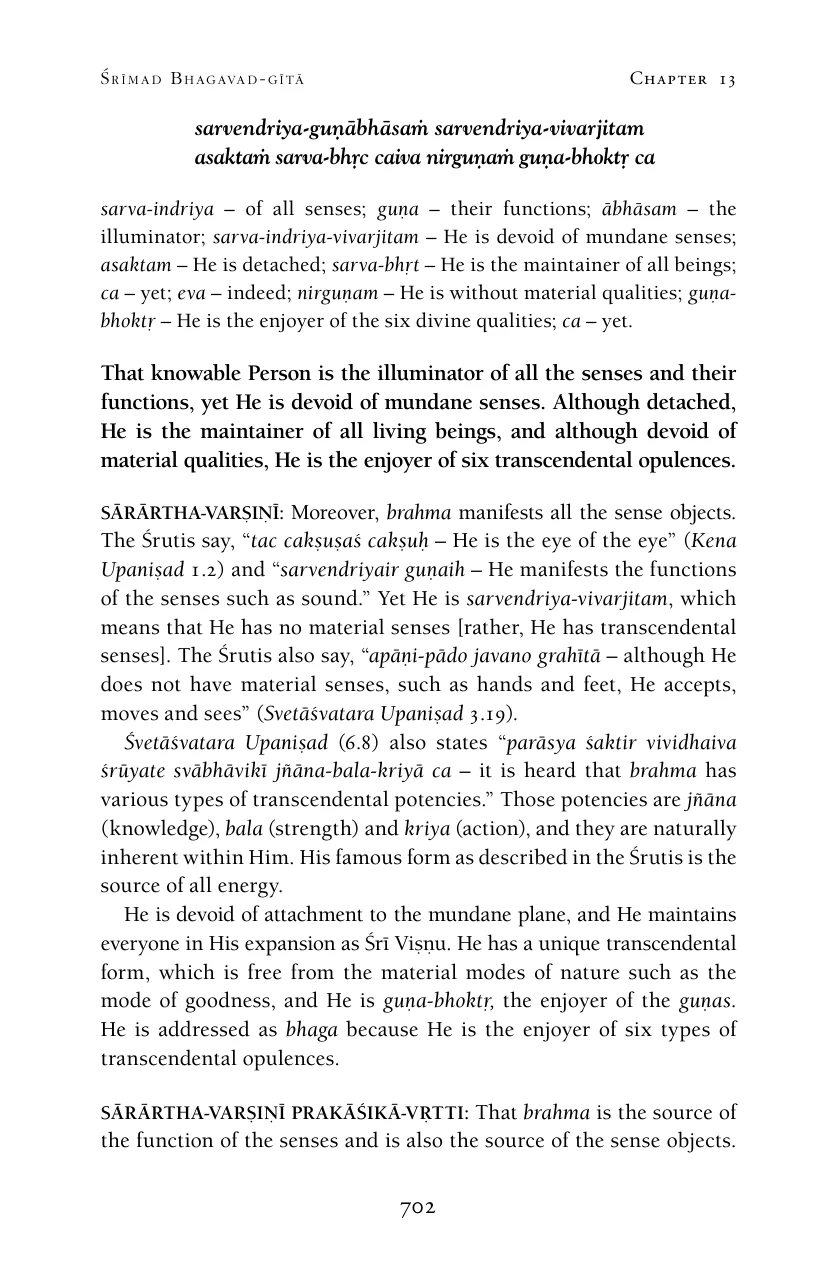 Śrīmad Bhagavad-gītā Chapter 13
sarvendriya-guṇābhāsaṁ sarvendriya-vivarjitam
asaktaṁ sarva-bhṛc caiva nirguṇaṁ guṇa-bhoktṛ ca
sarva-indriya – of all senses; guṇa – their functions; ābhāsam – the
illuminator; sarva-indriya-vivarjitam – He is devoid of mundane senses;
asaktam – He is detached; sarva-bhṛt – He is the maintainer of all beings;
ca – yet; eva – indeed; nirguṇam – He is without material qualities; guṇa-
bhoktṛ – He is the enjoyer of the six divine qualities; ca – yet.
That knowable Person is the illuminator of all the senses and their
functions, yet He is devoid of mundane senses. Although detached,
He is the maintainer of all living beings, and although devoid of
material qualities, He is the enjoyer of six transcendental opulences.
SĀRĀRTHA-VARṢIṆĪ: Moreover, brahma manifests all the sense objects.
The Śrutis say, “tac cakṣuṣaś cakṣuḥ – He is the eye of the eye” (Kena
Upaniṣad 1.2) and “sarvendriyair guṇaih – He manifests the functions
of the senses such as sound.” Yet He is sarvendriya-vivarjitam, which
means that He has no material senses [rather, He has transcendental
senses]. The Śrutis also say, “apāṇi-pādo javano grahītā – although He
does not have material senses, such as hands and feet, He accepts,
moves and sees” (Svetāśvatara Upaniṣad 3.19).
Śvetāśvatara Upaniṣad (6.8) also states “parāsya śaktir vividhaiva
śrūyate svābhāvikī jñāna-bala-kriyā ca – it is heard that brahma has
various types of transcendental potencies.” Those potencies are jñāna
(knowledge), bala (strength) and kriya (action), and they are naturally
inherent within Him. His famous form as described in the Śrutis is the
source of all energy.
He is devoid of attachment to the mundane plane, and He maintains
everyone in His expansion as Śrī Viṣṇu. He has a unique transcendental
form, which is free from the material modes of nature such as the
mode of goodness, and He is guṇa-bhoktṛ, the enjoyer of the guṇas.
He is addressed as bhaga because He is the enjoyer of six types of
transcendental opulences.
SĀRĀRTHA-VARṢIṆĪ PRAKĀŚIKĀ-VṚTTI: That brahma is the source of
the function of the senses and is also the source of the sense objects.
702